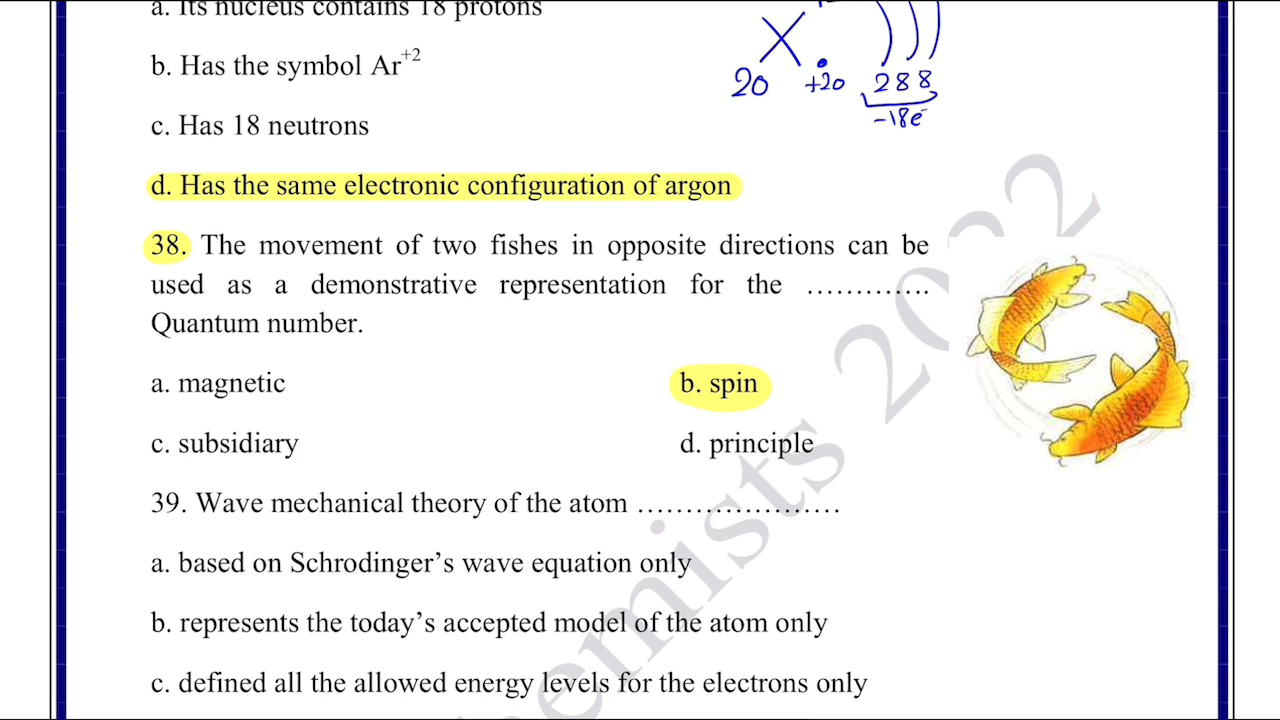 a. Its nucleus contains 18 protons
b. Has the symbol Ar+2
c. Has 18 neutrons
d. Has the same electronic configuration of argon
X
20 +20 2 8 8
-18e-
38. The movement of two fishes in opposite directions can be
used as a demonstrative representation for the ………….
Quantum number.
a. magnetic b. spin
c. subsidiary d. principle
39. Wave mechanical theory of the atom …………………
a. based on Schrodinger’s wave equation only
b. represents the today’s accepted model of the atom only
c. defined all the allowed energy levels for the electrons only
emists 2022